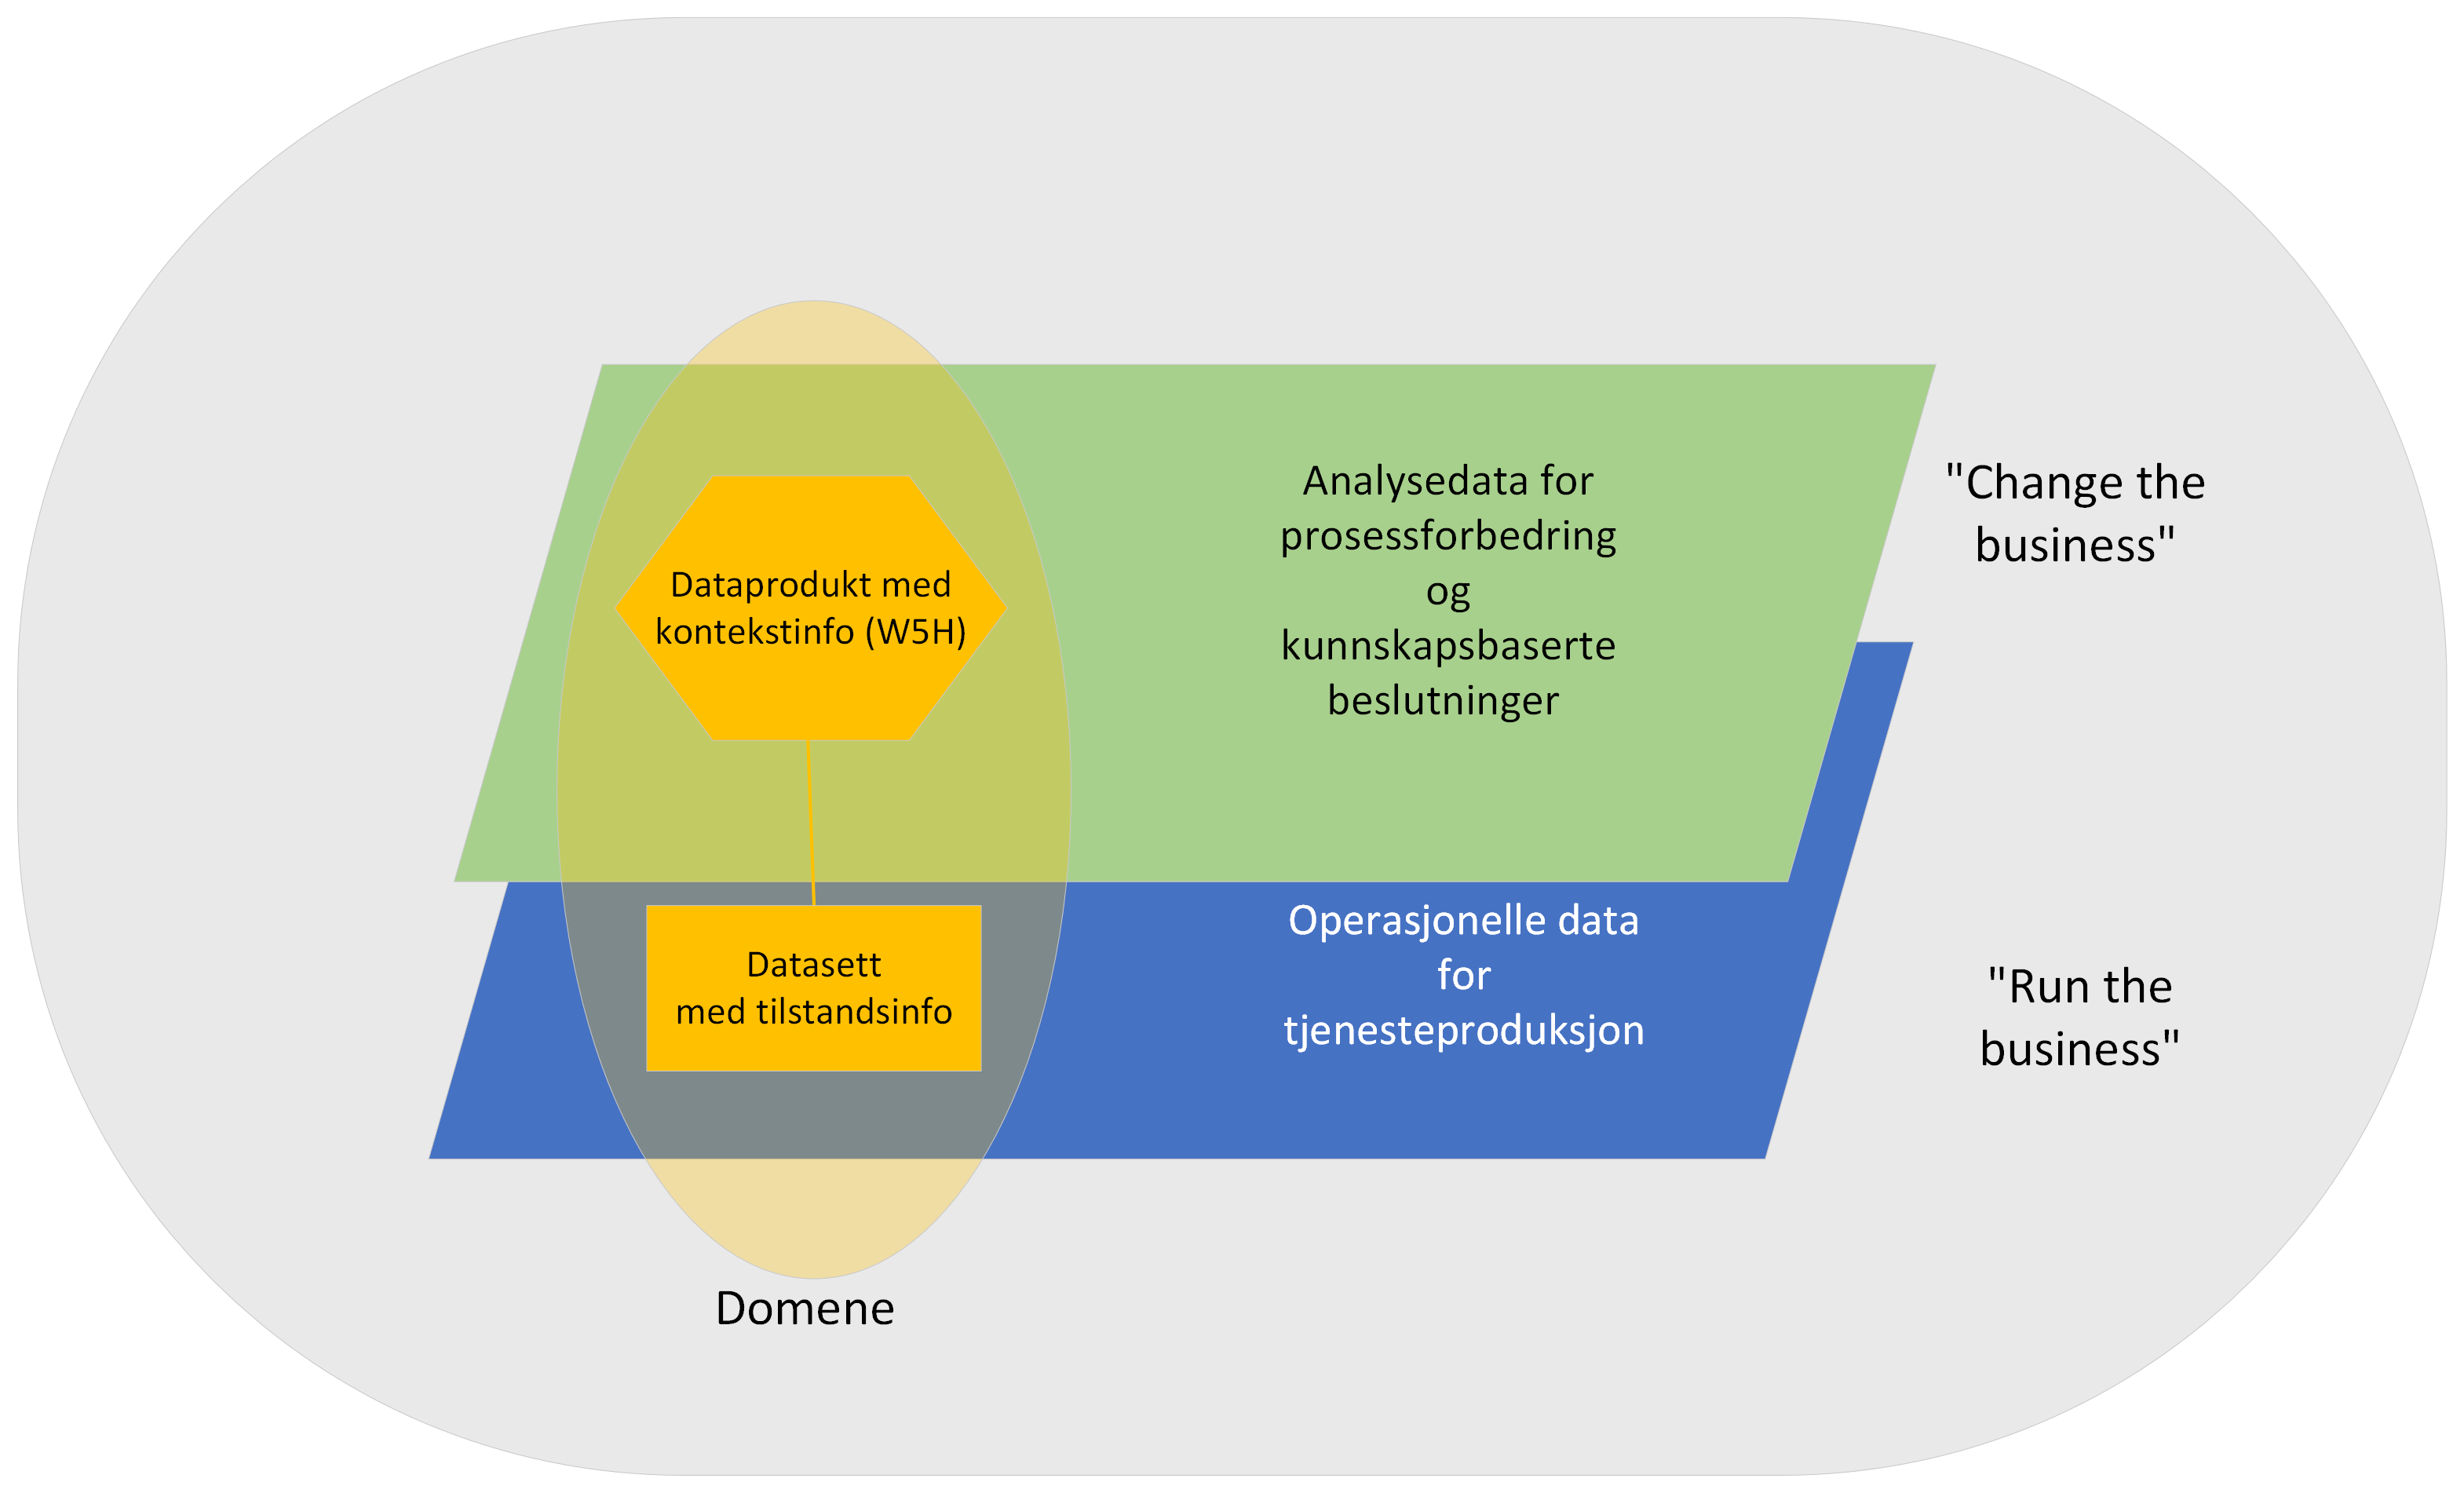 Analysedata for
prosessforbedring
og
kunnskapsbaserte
beslutninger
"Change the
business"
Dataprodukt med
kontekstinfo (W5H)
Operasjonelle data
for
tjenesteproduksjon
"Run the
business"
Datasett
med tilstandsinfo
Domene